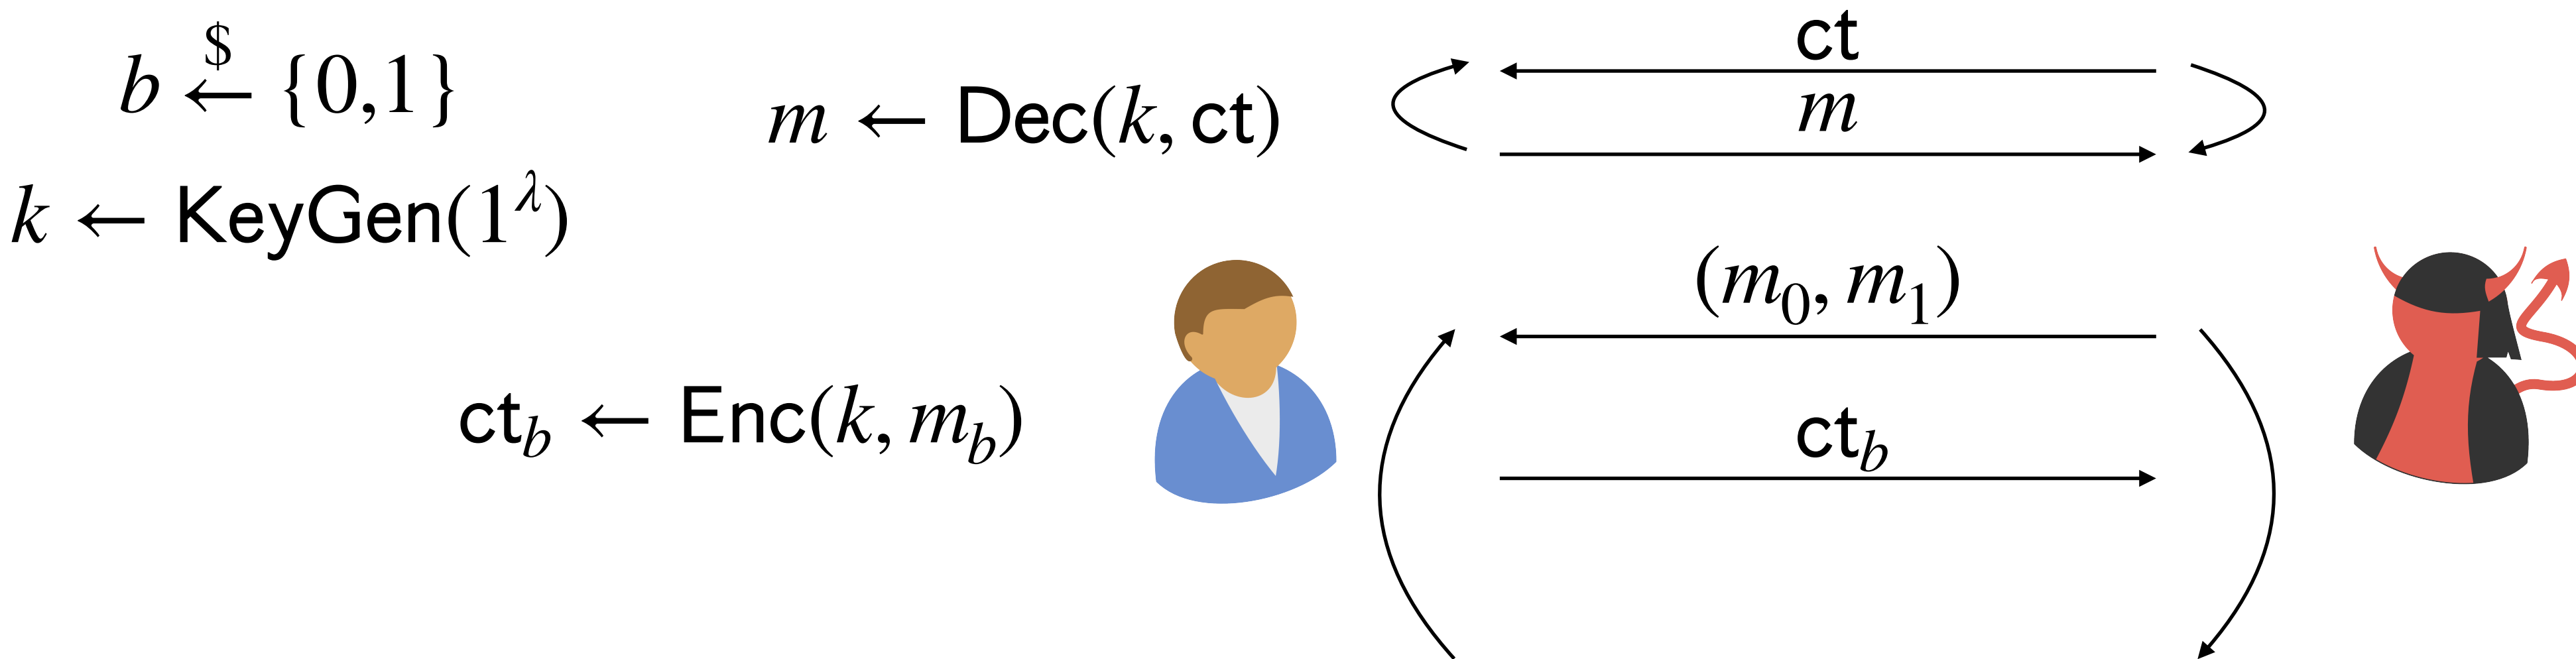 b ←$ {0,1}
k ← KeyGen(1^λ)
m ← Dec(k, ct)
ct
m
(m_0, m_1)
ct_b ← Enc(k, m_b)
ct_b